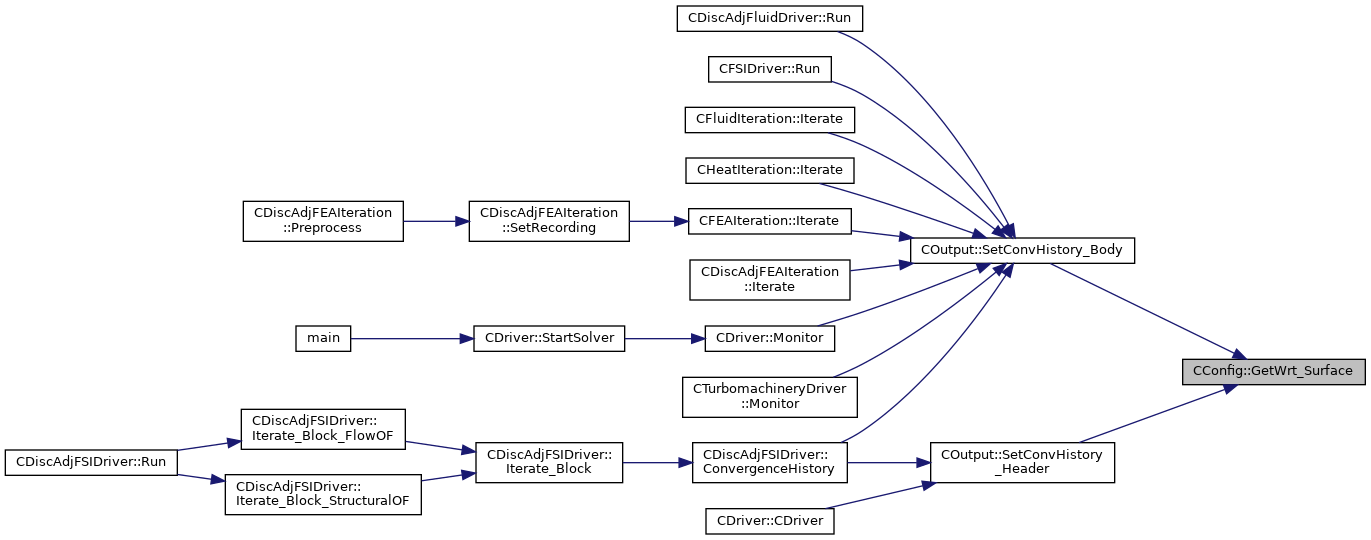 CDiscAdjFluidDriver::Run
CFSIDriver::Run
CFluidIteration::Iterate
CHeatIteration::Iterate
CDiscAdjFEAIteration
::Preprocess
CDiscAdjFEAIteration
::SetRecording
CFEAIteration::Iterate
COutput::SetConvHistory_Body
CDiscAdjFEAIteration
::Iterate
main
CDriver::StartSolver
CDriver::Monitor
CConfig::GetWrt_Surface
CTurbomachineryDriver
::Monitor
CDiscAdjFSIDriver::
Iterate_Block_FlowOF
CDiscAdjFSIDriver::Run
CDiscAdjFSIDriver::
Iterate_Block
CDiscAdjFSIDriver::
ConvergenceHistory
COutput::SetConvHistory
_Header
CDiscAdjFSIDriver::
Iterate_Block_StructuralOF
CDriver::CDriver